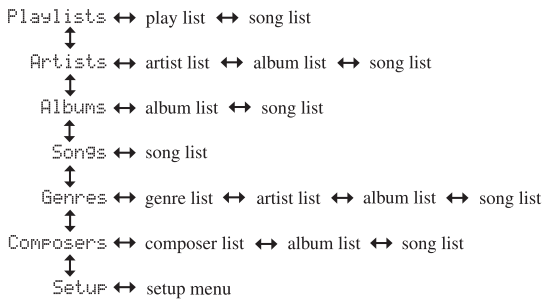 Playlists ↔ play list ↔ song list
Artists ↔ artist list ↔ album list ↔ song list
Albums ↔ album list ↔ song list
Songs ↔ song list
Genres ↔ genre list ↔ artist list ↔ album list ↔ song list
Composers ↔ composer list ↔ album list ↔ song list
Setup ↔ setup menu